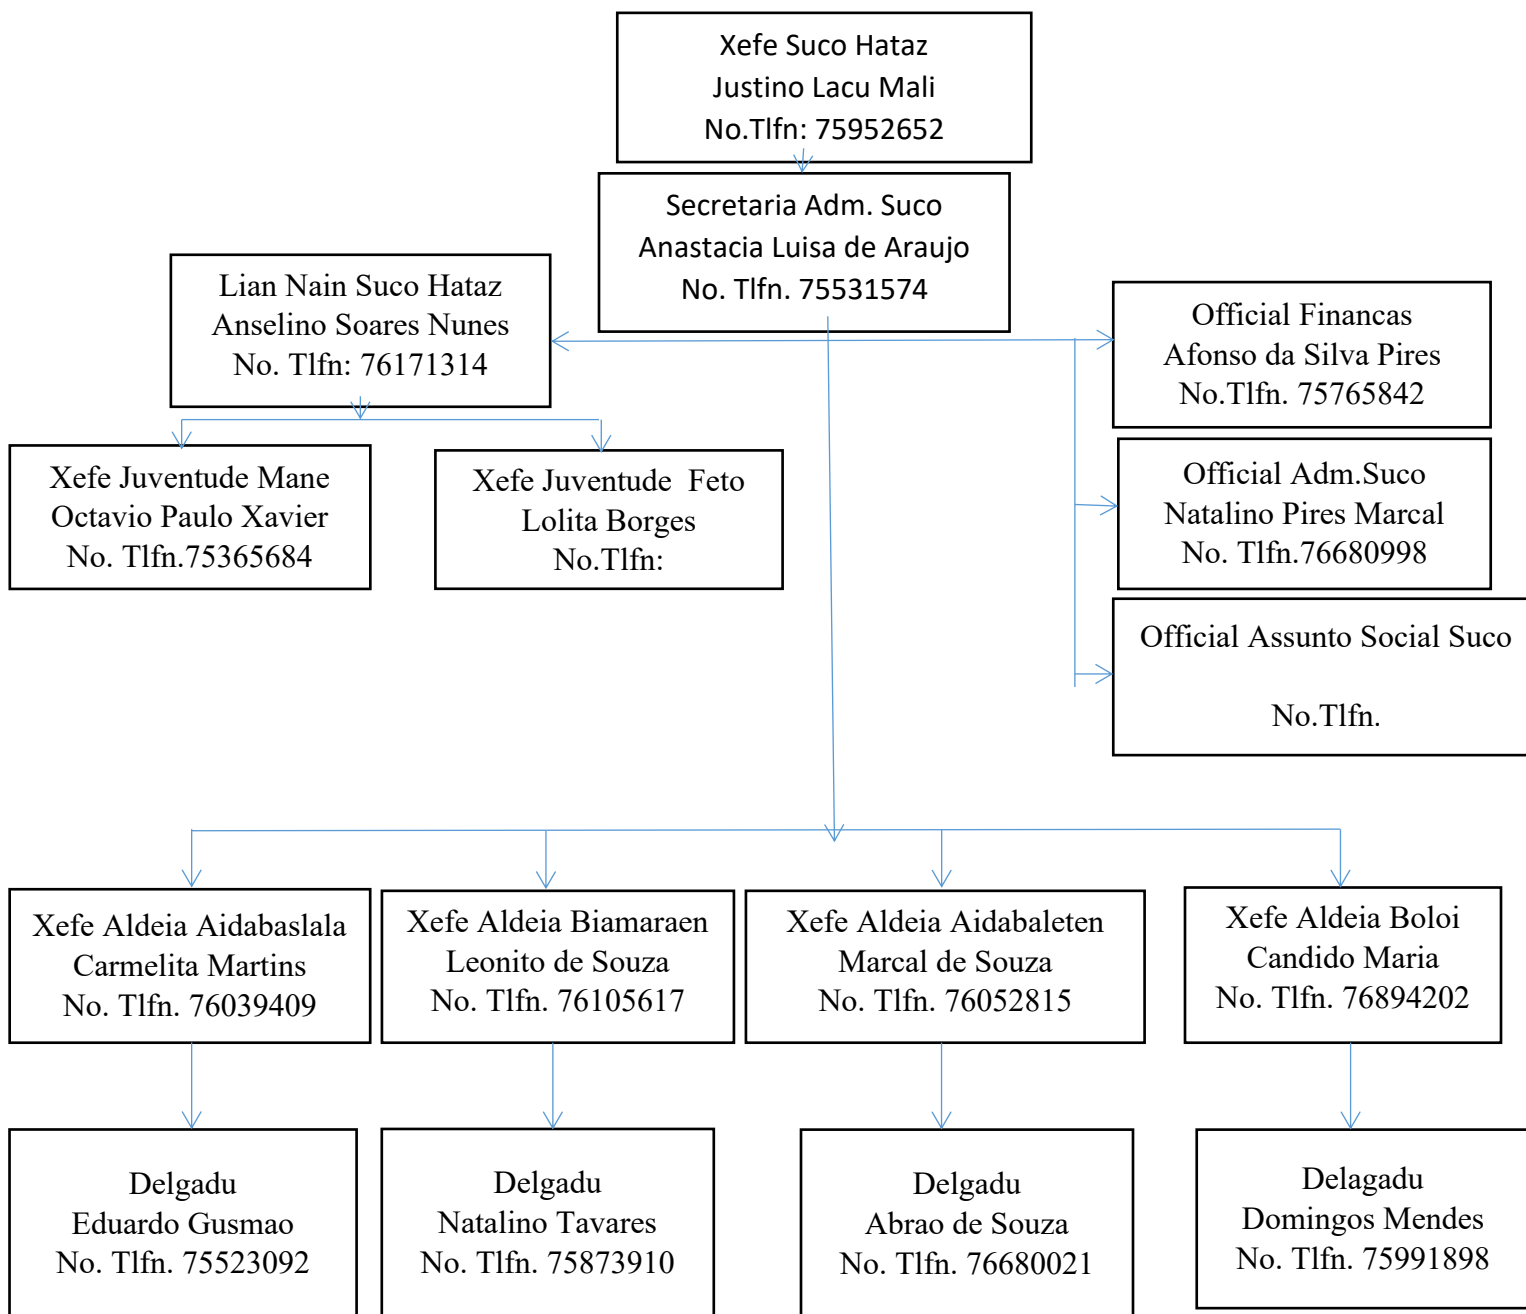 Xefe Suco Hataz
Justino Lacu Mali
No.Tlfn: 75952652
Secretaria Adm. Suco
Anastacia Luisa de Araujo
No. Tlfn. 75531574
Lian Nain Suco Hataz
Anselino Soares Nunes
No. Tlfn: 76171314
Official Financas
Afonso da Silva Pires
No.Tlfn. 75765842
Xefe Juventude Mane
Octavio Paulo Xavier
No. Tlfn.75365684
Xefe Juventude  Feto
Lolita Borges
No.Tlfn:
Official Adm.Suco
Natalino Pires Marcal
No. Tlfn.76680998
Official Assunto Social Suco
No.Tlfn.
Xefe Aldeia Aidabaslala
Carmelita Martins
No. Tlfn. 76039409
Xefe Aldeia Biamaraen
Leonito de Souza
No. Tlfn. 76105617
Xefe Aldeia Aidabaleten
Marcal de Souza
No. Tlfn. 76052815
Xefe Aldeia Boloi
Candido Maria
No. Tlfn. 76894202
Delgadu
Eduardo Gusmao
No. Tlfn. 75523092
Delgadu
Natalino Tavares
No. Tlfn. 75873910
Delgadu
Abrao de Souza
No. Tlfn. 76680021
Delagadu
Domingos Mendes
No. Tlfn. 75991898